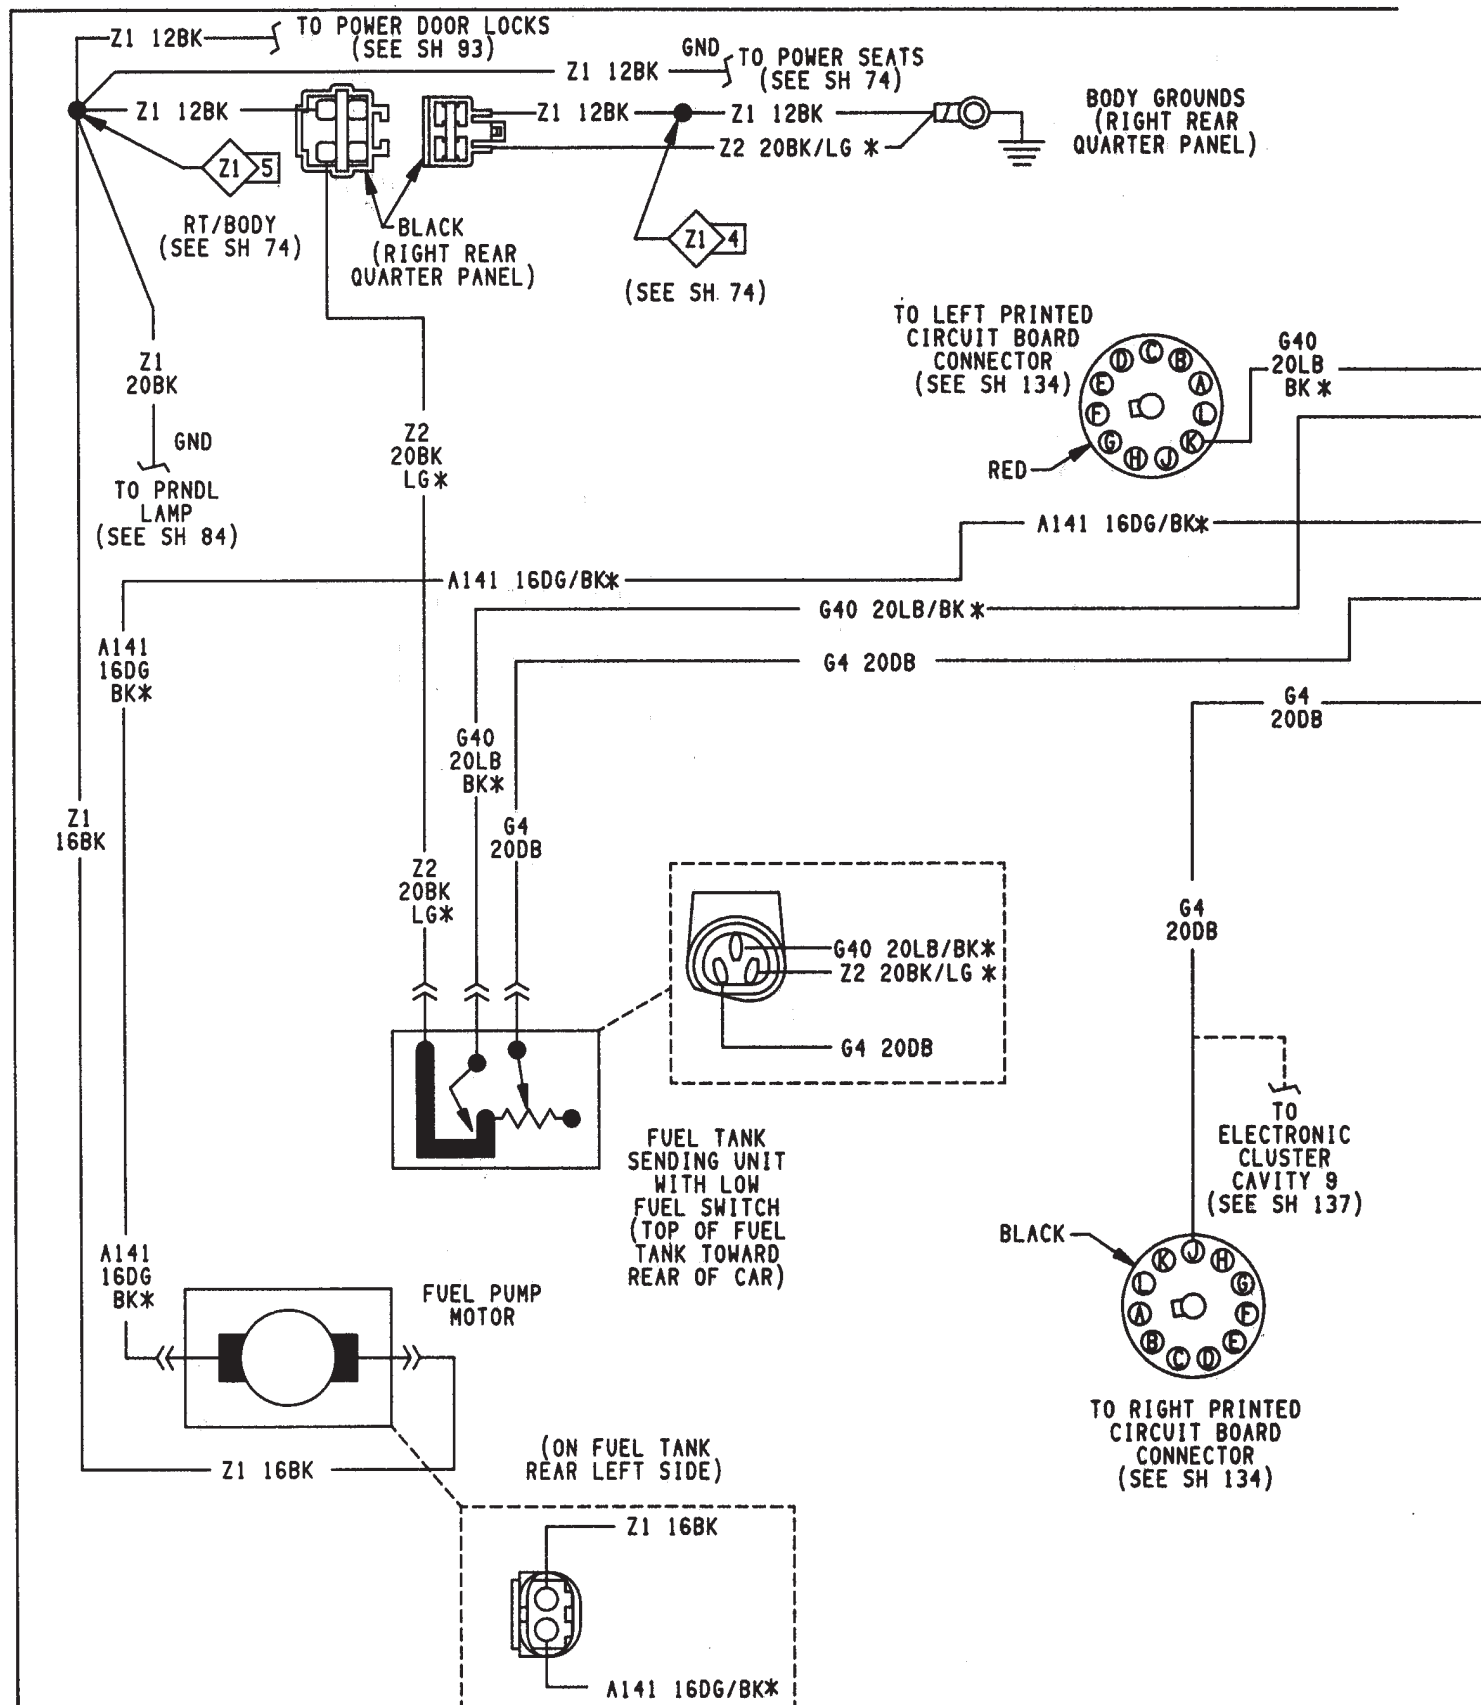 Z1 12BK
TO POWER DOOR LOCKS
(SEE SH 93)
Z1 12BK
GND
TO POWER SEATS
(SEE SH 74)
Z1 12BK
Z1 12BK
Z1 12BK
Z2 20BK/LG *
BODY GROUNDS
(RIGHT REAR
QUARTER PANEL)
Z1 5
RT/BODY
(SEE SH 74)
BLACK
(RIGHT REAR
QUARTER PANEL)
Z1 4
(SEE SH 74)
Z1
20BK
GND
TO PRNDL
LAMP
(SEE SH 84)
Z2
20BK
LG*
TO LEFT PRINTED
CIRCUIT BOARD
CONNECTOR
(SEE SH 134)
C
D
B
E
A
F
L
G
K
H
J
RED
G40
20LB
BK *
A141 16DG/BK*
A141 16DG/BK*
G40 20LB/BK *
G4 20DB
A141
16DG
BK*
G4
20DB
G40
20LB
BK*
Z1
16BK
G4
20DB
Z2
20BK
LG*
G4
20DB
G40 20LB/BK*
Z2 20BK/LG *
G4 20DB
FUEL TANK
SENDING UNIT
WITH LOW
FUEL SWITCH
(TOP OF FUEL
TANK TOWARD
REAR OF CAR)
TO
ELECTRONIC
CLUSTER
CAVITY 9
(SEE SH 137)
BLACK
J
K
H
L
G
A
F
B
E
C
D
TO RIGHT PRINTED
CIRCUIT BOARD
CONNECTOR
(SEE SH 134)
A141
16DG
BK*
FUEL PUMP
MOTOR
Z1 16BK
(ON FUEL TANK
REAR LEFT SIDE)
Z1 16BK
A141 16DG/BK*